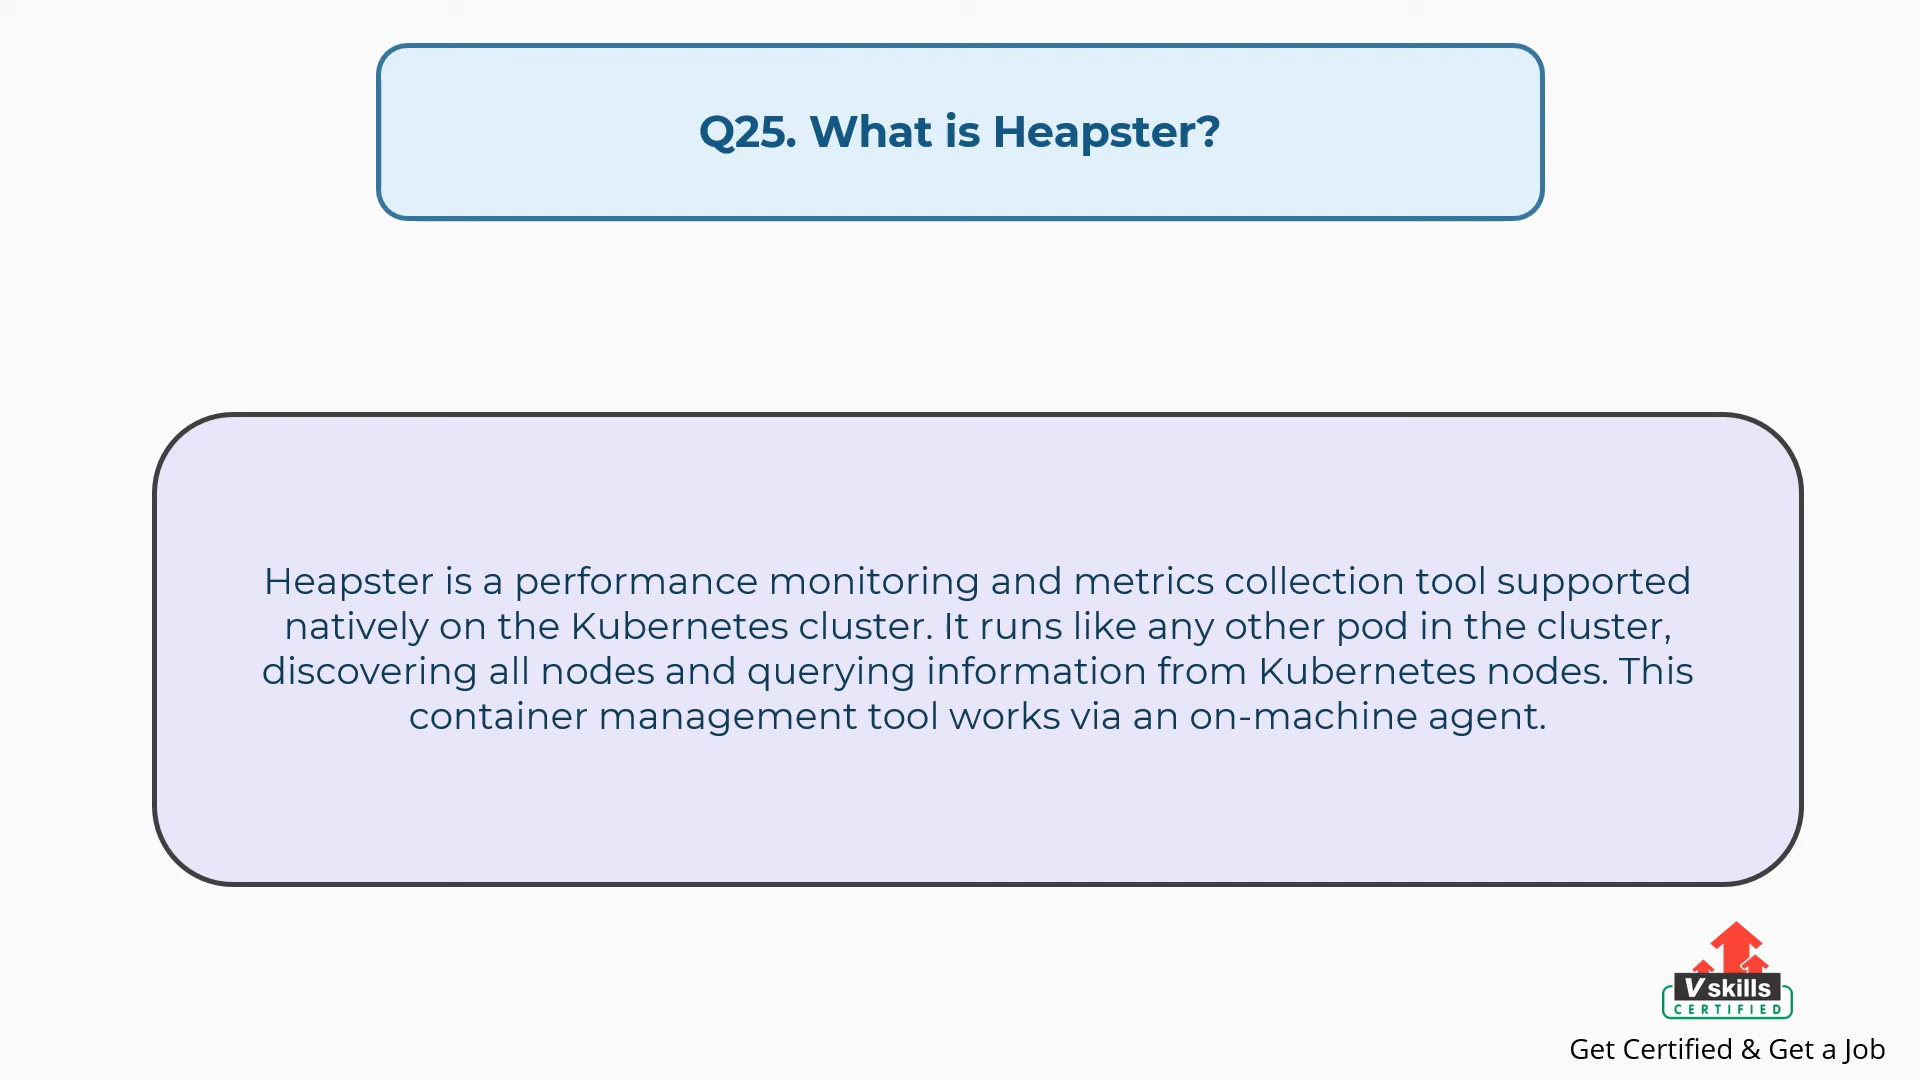 Q25. What is Heapster?
Heapster is a performance monitoring and metrics collection tool supported
natively on the Kubernetes cluster. It runs like any other pod in the cluster,
discovering all nodes and querying information from Kubernetes nodes. This
container management tool works via an on-machine agent.
Vskills
CERTIFIED
Get Certified & Get a Job